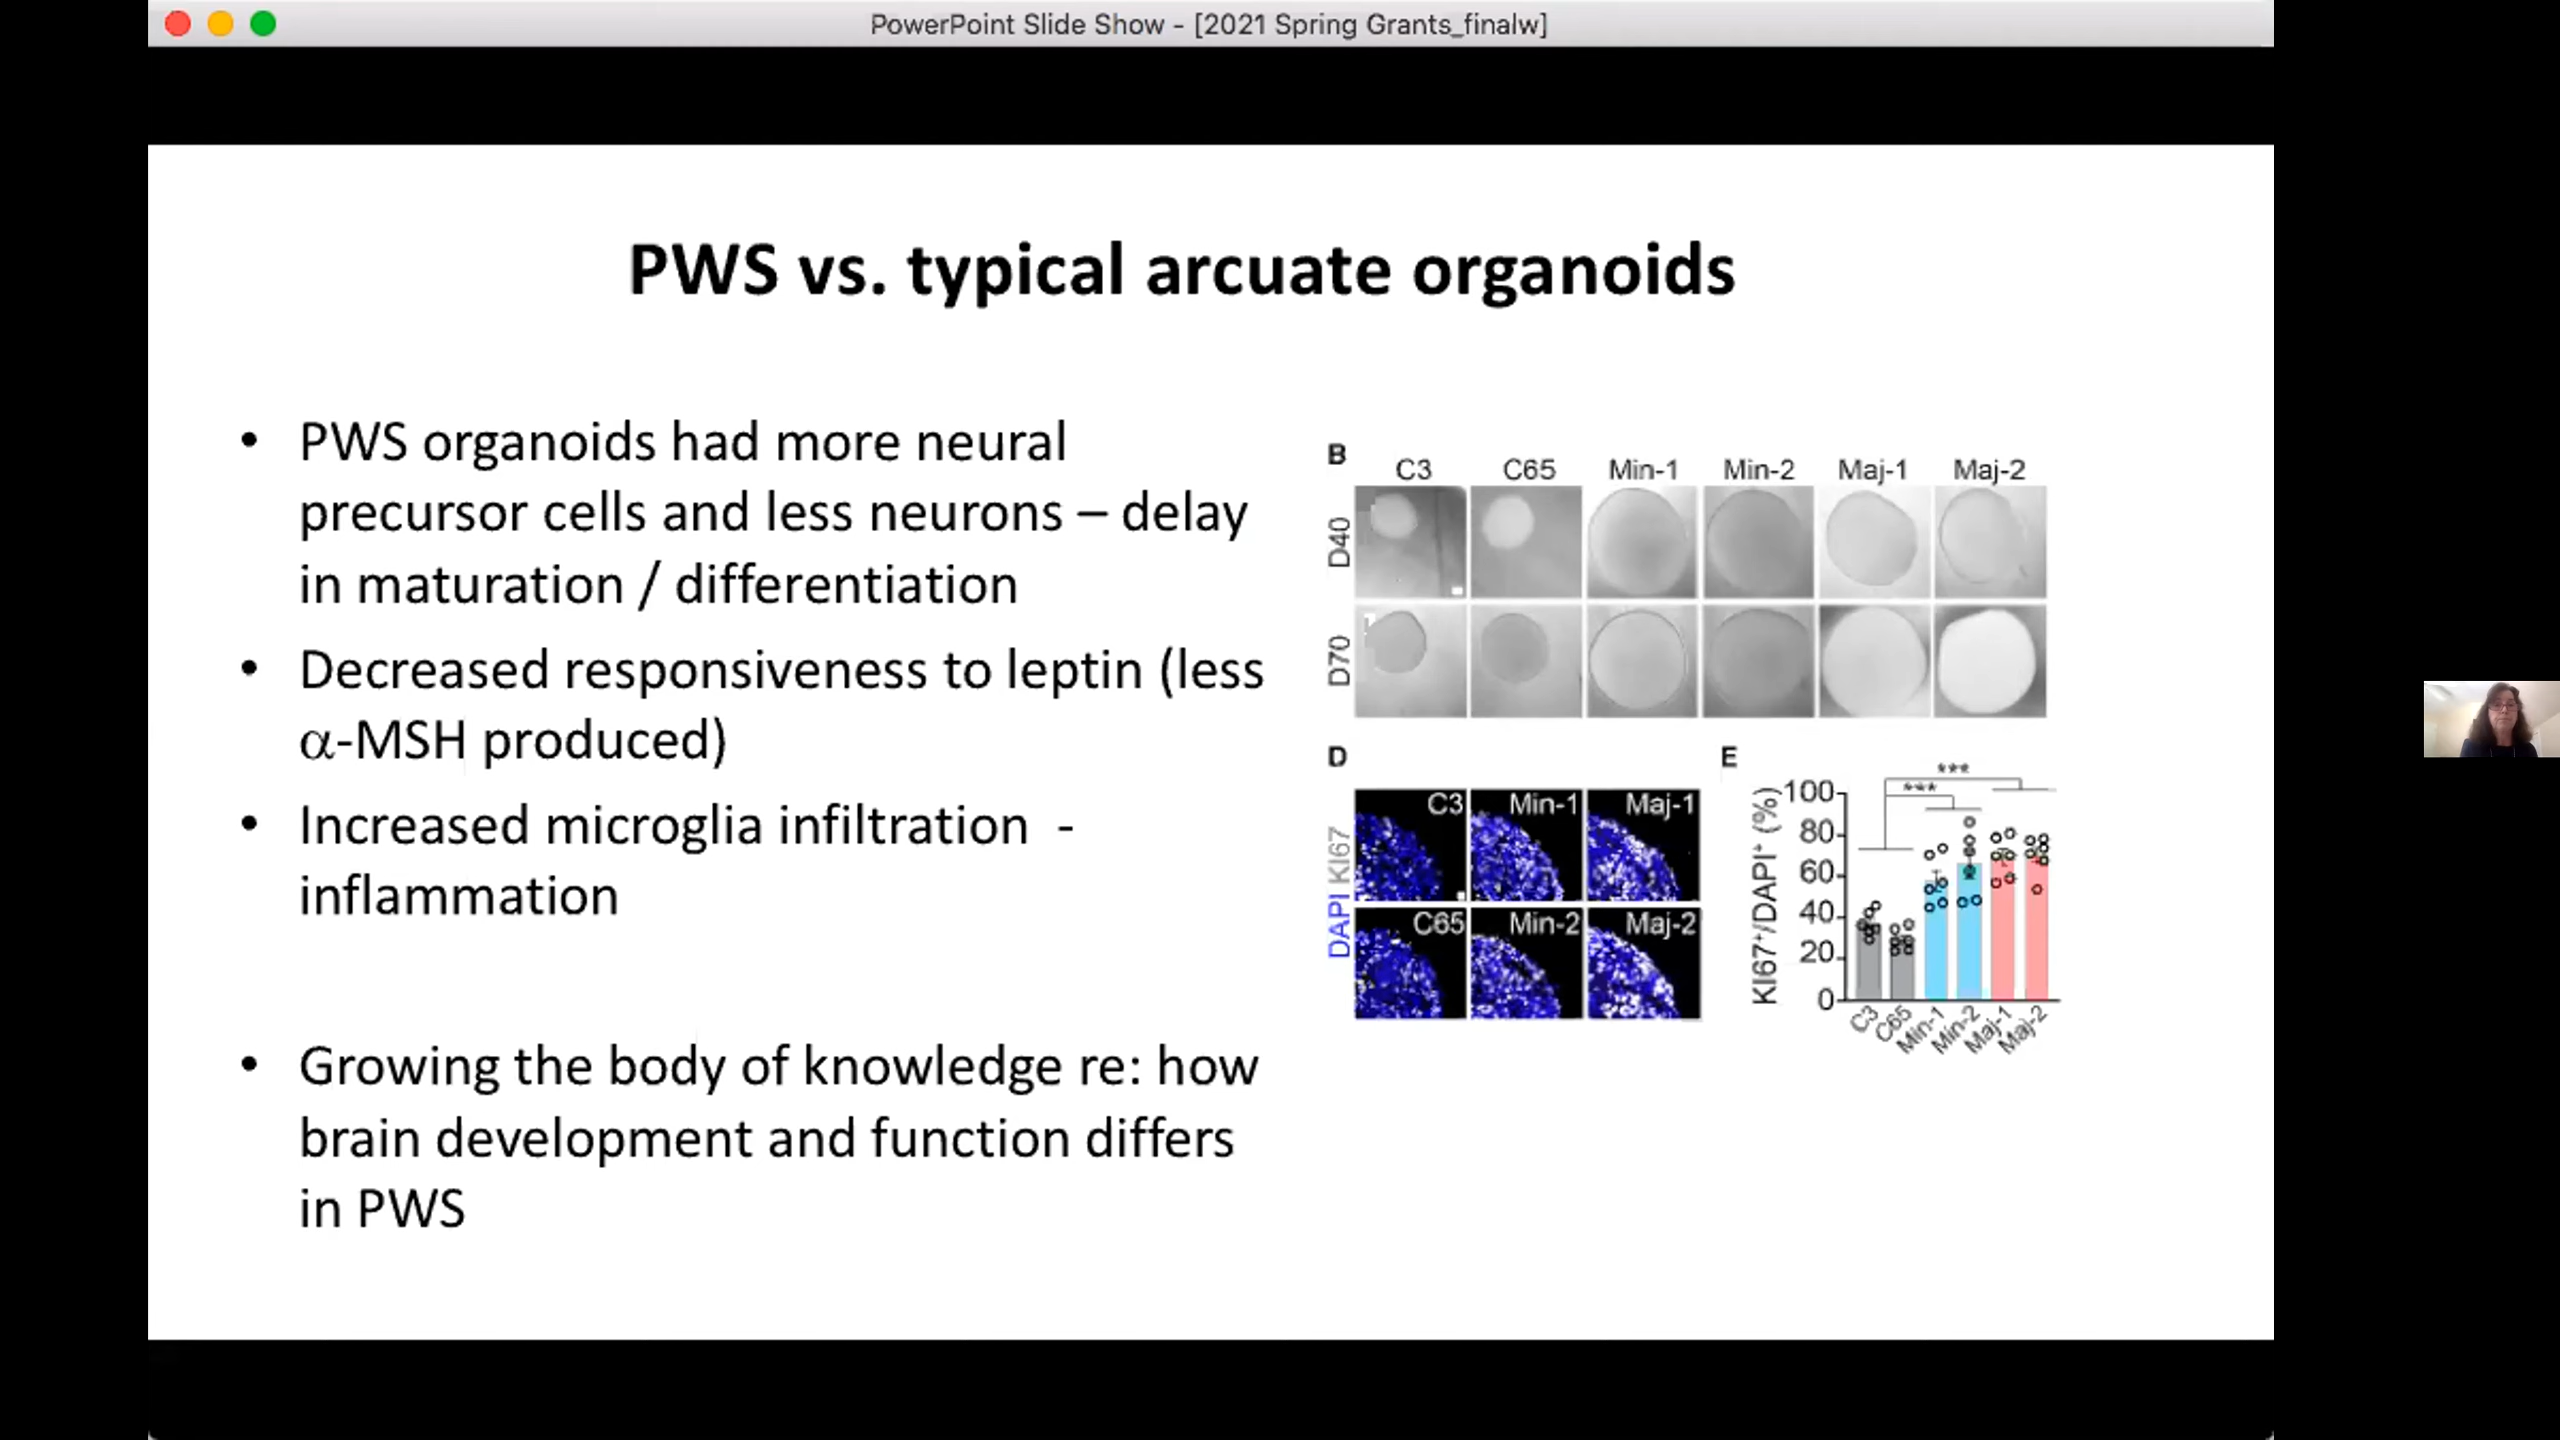 PowerPoint Slide Show - [2021 Spring Grants_finalw]
PWS vs. typical arcuate organoids
• PWS organoids had more neural
precursor cells and less neurons – delay
in maturation / differentiation
• Decreased responsiveness to leptin (less
α-MSH produced)
• Increased microglia infiltration -
inflammation
• Growing the body of knowledge re: how
brain development and function differs
in PWS
B
C3 C65 Min-1 Min-2 Maj-1 Maj-2
D40
D70
D
DAPI KI67
C3 Min-1 Maj-1
C65 Min-2 Maj-2
E
***
***
KI67⁺/DAPI⁺ (%)
100
80
60
40
20
0
C3 C65 Min-1 Min-2 Maj-1 Maj-2